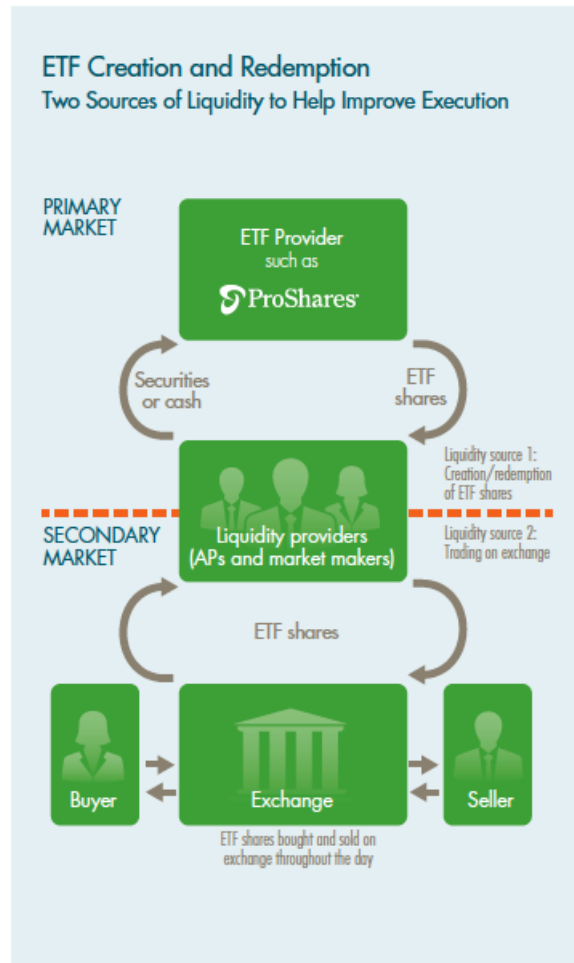 ETF Creation and Redemption
Two Sources of Liquidity to Help Improve Execution
PRIMARY
MARKET
ETF Provider
such as
ProShares
Securities
or cash
ETF
shares
Liquidity source 1:
Creation/redemption
of ETF shares
SECONDARY
MARKET
Liquidity providers
(APs and market makers)
Liquidity source 2:
Trading on exchange
ETF shares
Buyer
Exchange
Seller
ETF shares bought and sold on
exchange throughout the day